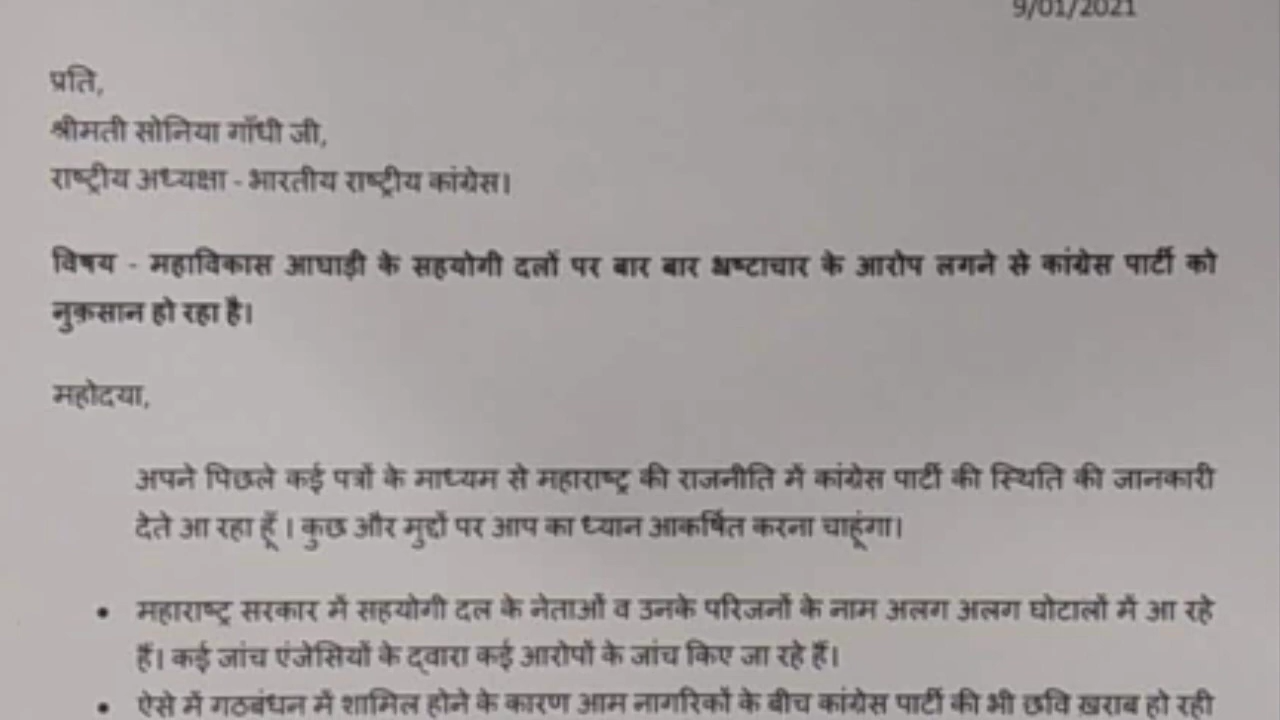 9/01/2021
प्रति,
श्रीमती सोनिया गाँधी जी,
राष्ट्रीय अध्यक्षा - भारतीय राष्ट्रीय कांग्रेस।
विषय - महाविकास आघाड़ी के सहयोगी दलों पर बार बार भ्रष्टाचार के आरोप लगने से कांग्रेस पार्टी को
नुक़सान हो रहा है।
महोदया,
अपने पिछले कई पत्रों के माध्यम से महाराष्ट्र की राजनीति में कांग्रेस पार्टी की स्थिति की जानकारी
देते आ रहा हूँ । कुछ और मुद्दों पर आप का ध्यान आकर्षित करना चाहूंगा।
• महाराष्ट्र सरकार में सहयोगी दल के नेताओं व उनके परिजनों के नाम अलग अलग घोटालों में आ रहे
हैं। कई जांच एंजेसियों के द्वारा कई आरोपों के जांच किए जा रहे हैं।
• ऐसे में गठबंधन में शामिल होने के कारण आम नागरिकों के बीच कांग्रेस पार्टी की भी छवि ख़राब हो रही